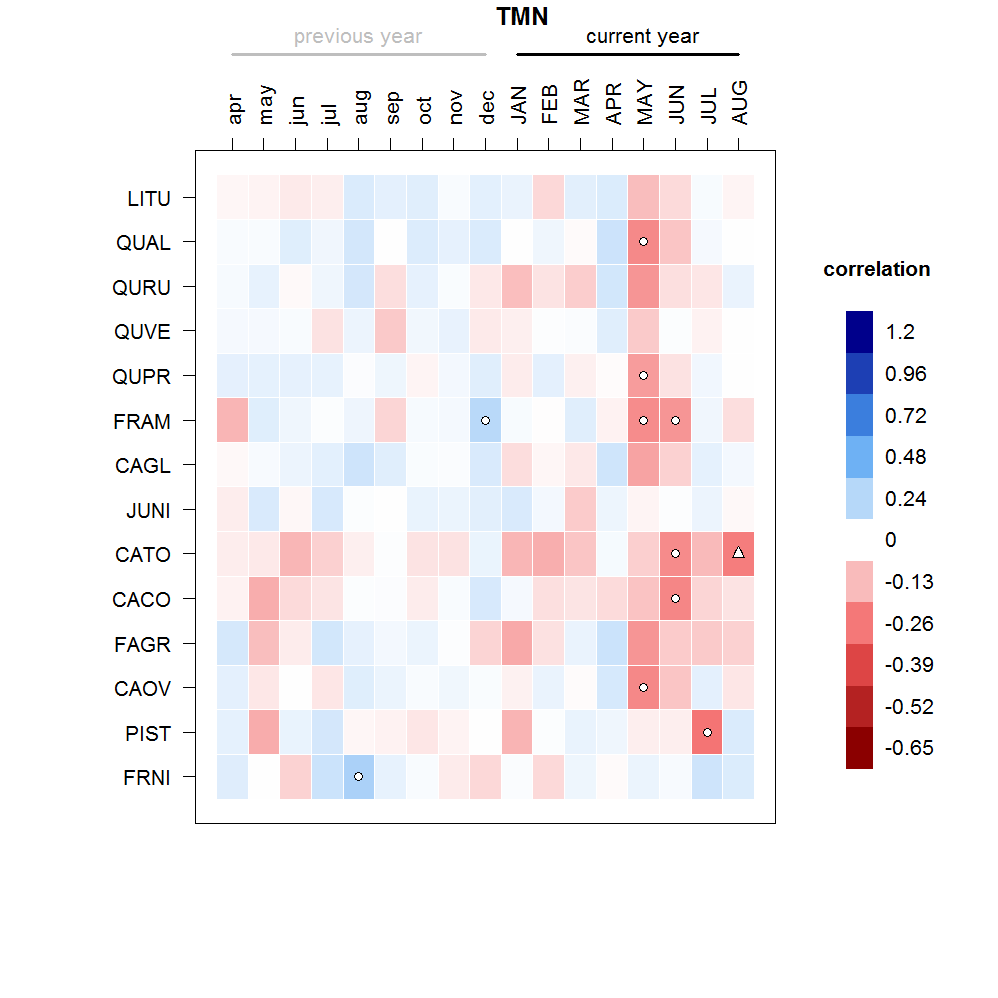 TMN
previous year current year
apr may jun jul aug sep oct nov dec JAN FEB MAR APR MAY JUN JUL AUG
LITU
QUAL
QURU
QUVE
QUPR
FRAM
CAGL
JUNI
CATO
CACO
FAGR
CAOV
PIST
FRNI
correlation
1.2
0.96
0.72
0.48
0.24
0
-0.13
-0.26
-0.39
-0.52
-0.65